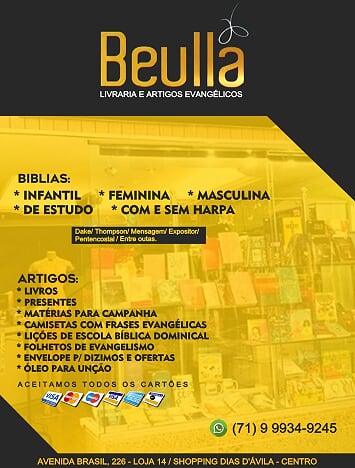 Beulla
LIVRARIA E ARTIGOS EVANGÉLICOS
BIBLIAS:
* INFANTIL * FEMININA * MASCULINA
* DE ESTUDO * COM E SEM HARPA
Dake/ Thompson/ Mensagem/ Expositor/
Pentencostal / Entre outas.
ARTIGOS:
* LIVROS
* PRESENTES
* MATÉRIAS PARA CAMPANHA
* CAMISETAS COM FRASES EVANGÉLICAS
* LIÇÕES DE ESCOLA BÍBLICA DOMINICAL
* FOLHETOS DE EVANGELISMO
* ENVELOPE P/ DIZIMOS E OFERTAS
* ÓLEO PARA UNÇÃO
ACEITAMOS TODOS OS CARTÕES
VISA
(71) 9 9934-9245
AVENIDA BRASIL, 226 - LOJA 14 / SHOPPING DIAS D'ÁVILA - CENTRO